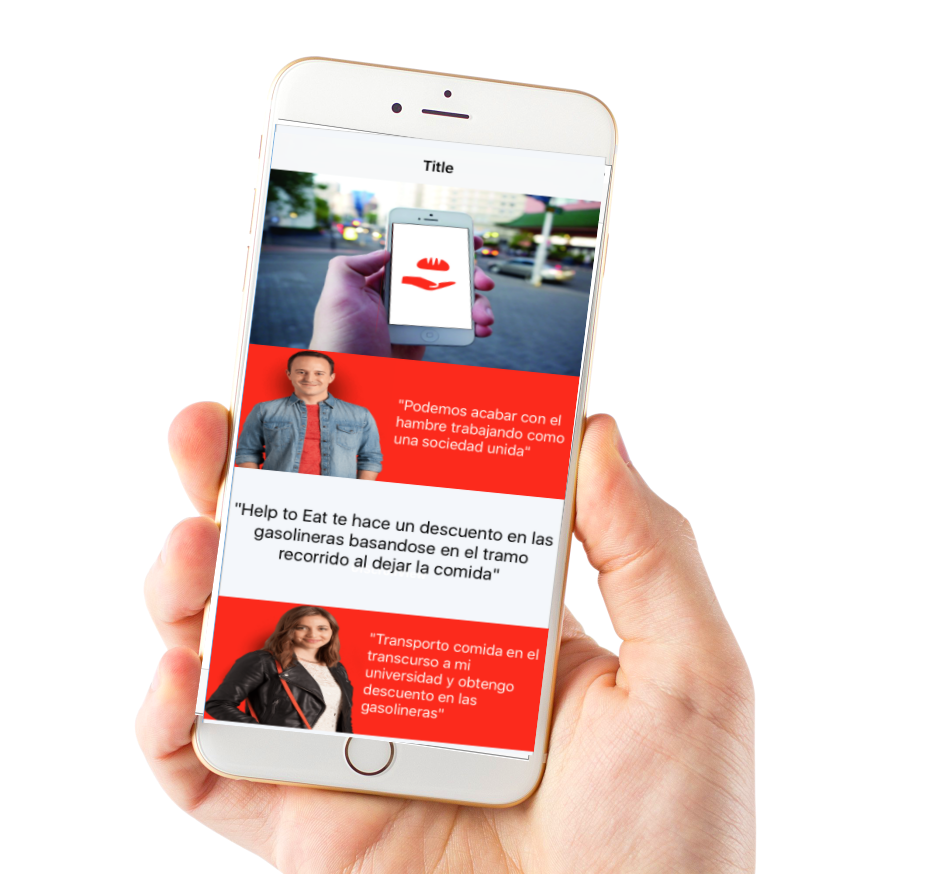 Title
"Podemos acabar con el
hambre trabajando como
una sociedad unida"
"Help to Eat te hace un descuento en las
gasolineras basandose en el tramo
recorrido al dejar la comida"
"Transporto comida en el
transcurso a mi
universidad y obtengo
descuento en las
gasolineras"